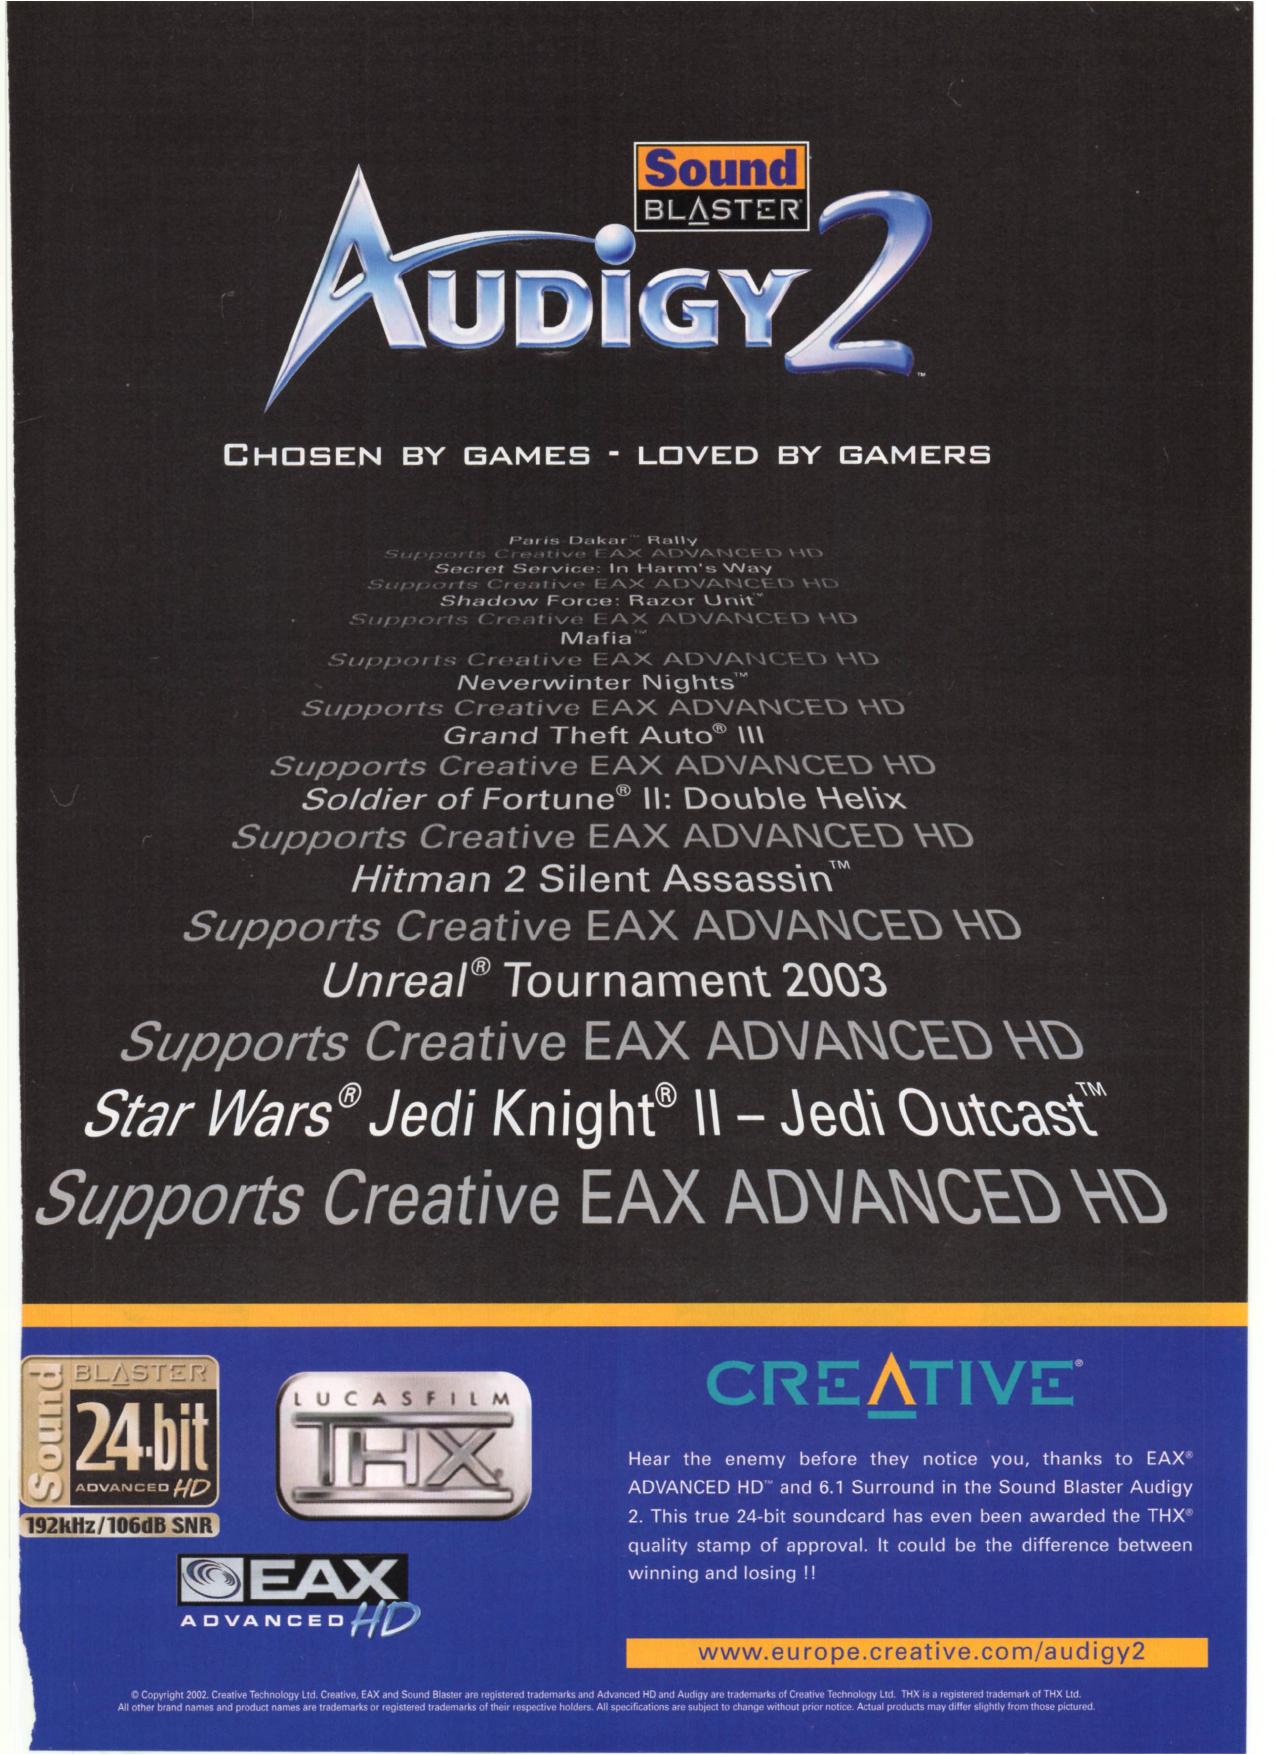 Sound
BLASTER®
AUDIGY 2™
CHOSEN BY GAMES - LOVED BY GAMERS
Paris-Dakar™ Rally
Supports Creative EAX ADVANCED HD
Secret Service: In Harm's Way
Supports Creative EAX ADVANCED HD
Shadow Force: Razor Unit™
Supports Creative EAX ADVANCED HD
Mafia™
Supports Creative EAX ADVANCED HD
Neverwinter Nights™
Supports Creative EAX ADVANCED HD
Grand Theft Auto® III
Supports Creative EAX ADVANCED HD
Soldier of Fortune® II: Double Helix
Supports Creative EAX ADVANCED HD
Hitman 2 Silent Assassin™
Supports Creative EAX ADVANCED HD
Unreal® Tournament 2003
Supports Creative EAX ADVANCED HD
Star Wars® Jedi Knight® II – Jedi Outcast™
Supports Creative EAX ADVANCED HD
Sound BLASTER
24-bit
ADVANCED HD
192kHz/106dB SNR
LUCASFILM
THX®
EAX
ADVANCED HD
CREATIVE®
Hear the enemy before they notice you, thanks to EAX®
ADVANCED HD™ and 6.1 Surround in the Sound Blaster Audigy
2. This true 24-bit soundcard has even been awarded the THX®
quality stamp of approval. It could be the difference between
winning and losing !!
www.europe.creative.com/audigy2
© Copyright 2002. Creative Technology Ltd. Creative, EAX and Sound Blaster are registered trademarks and Advanced HD and Audigy are trademarks of Creative Technology Ltd. THX is a registered trademark of THX Ltd.
All other brand names and product names are trademarks or registered trademarks of their respective holders. All specifications are subject to change without prior notice. Actual products may differ slightly from those pictured.